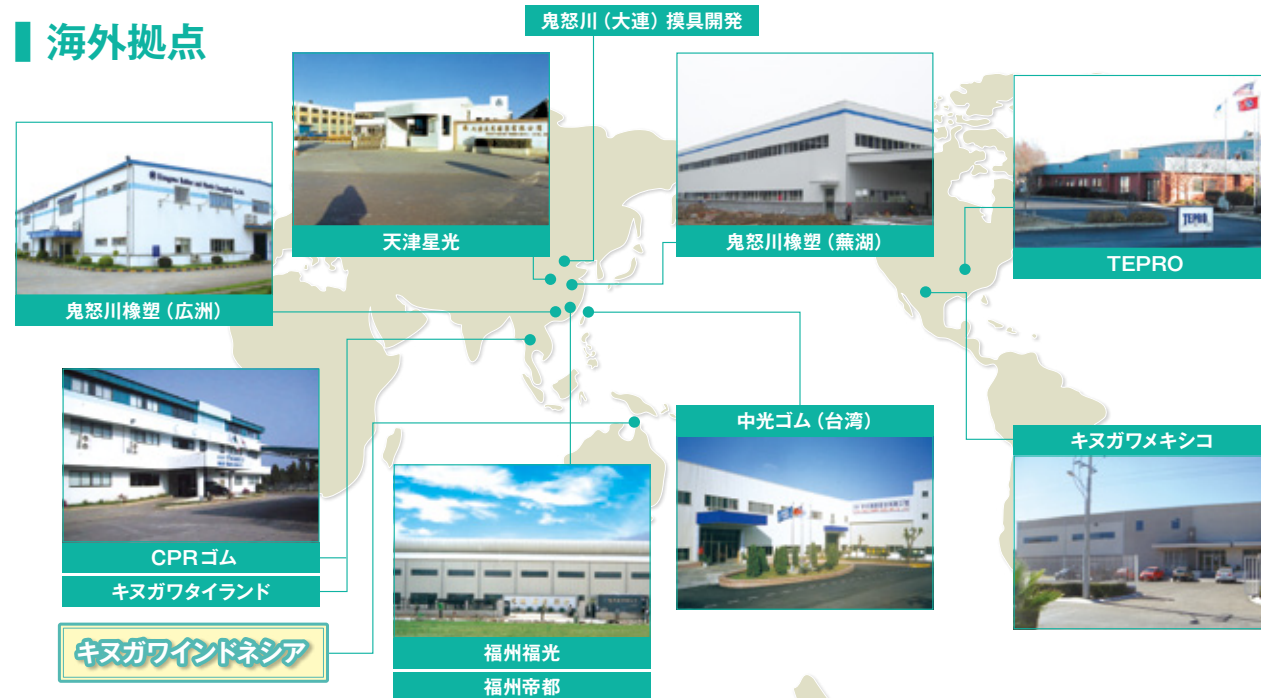 海外拠点
鬼怒川（大連）摸具開発
天津星光
鬼怒川橡塑（蕪湖）
TEPRO
TEPRO
鬼怒川橡塑（広洲）
中光ゴム（台湾）
キヌガワメキシコ
CPRゴム
キヌガワタイランド
キヌガワインドネシア
福州福光
福州帝都